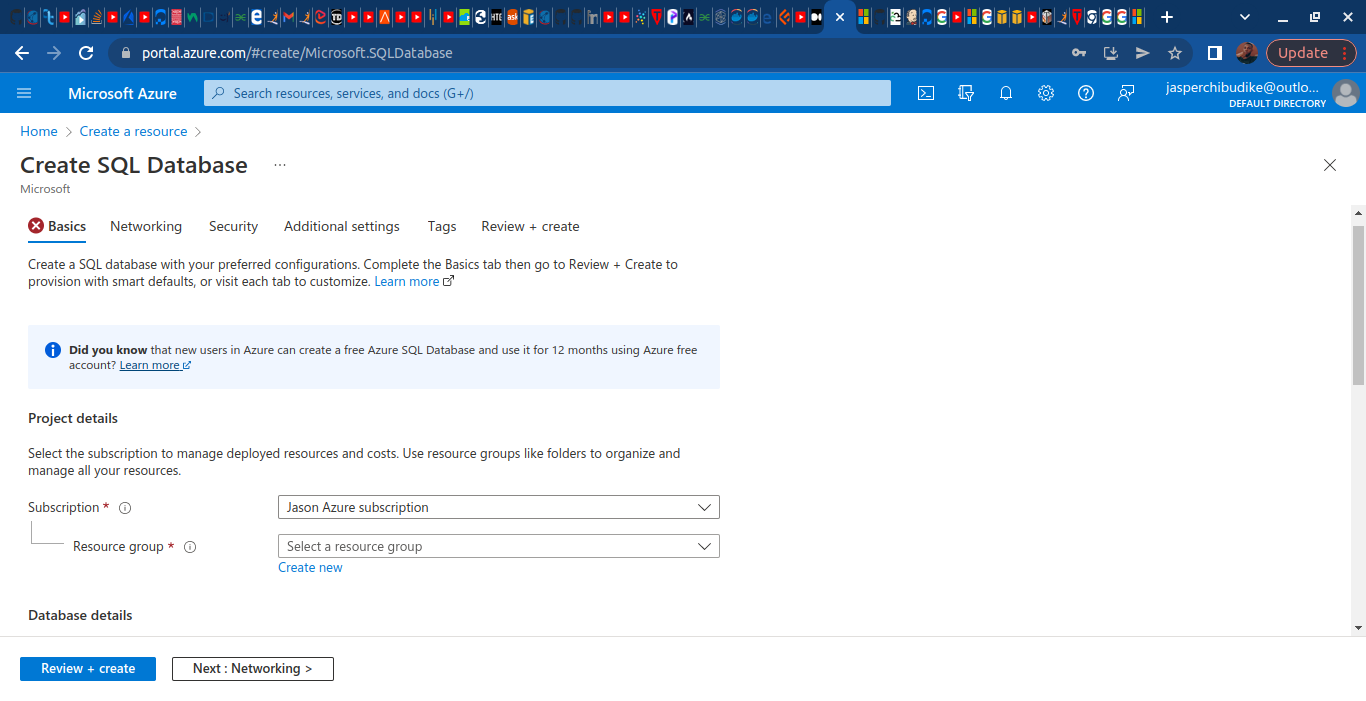 portal.azure.com/#create/Microsoft.SQLDatabase
Update
Microsoft Azure
Search resources, services, and docs (G+/)
jasperchibudike@outlo...
DEFAULT DIRECTORY
Home > Create a resource >
Create SQL Database ...
Microsoft
Basics Networking Security Additional settings Tags Review + create
Create a SQL database with your preferred configurations. Complete the Basics tab then go to Review + Create to
provision with smart defaults, or visit each tab to customize. Learn more
Did you know that new users in Azure can create a free Azure SQL Database and use it for 12 months using Azure free
account? Learn more
Project details
Select the subscription to manage deployed resources and costs. Use resource groups like folders to organize and
manage all your resources.
Subscription * Jason Azure subscription
Resource group * Select a resource group
Create new
Database details
Review + create Next : Networking >